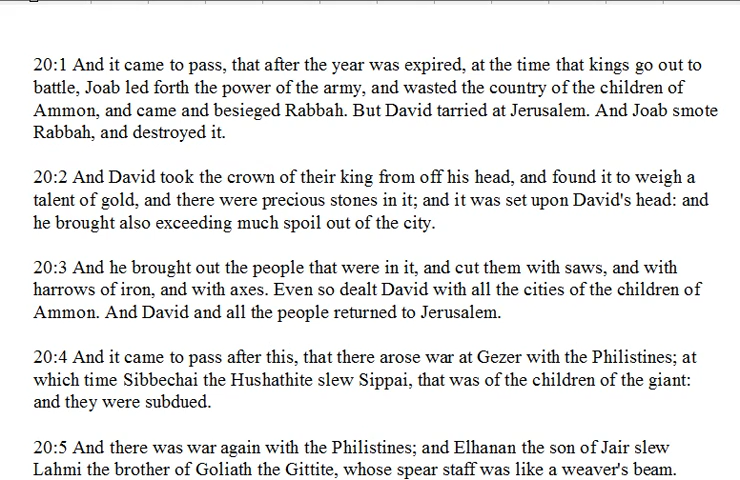 20:1 And it came to pass, that after the year was expired, at the time that kings go out to
battle, Joab led forth the power of the army, and wasted the country of the children of
Ammon, and came and besieged Rabbah. But David tarried at Jerusalem. And Joab smote
Rabbah, and destroyed it.
20:2 And David took the crown of their king from off his head, and found it to weigh a
talent of gold, and there were precious stones in it; and it was set upon David's head: and
he brought also exceeding much spoil out of the city.
20:3 And he brought out the people that were in it, and cut them with saws, and with
harrows of iron, and with axes. Even so dealt David with all the cities of the children of
Ammon. And David and all the people returned to Jerusalem.
20:4 And it came to pass after this, that there arose war at Gezer with the Philistines; at
which time Sibbechai the Hushathite slew Sippai, that was of the children of the giant:
and they were subdued.
20:5 And there was war again with the Philistines; and Elhanan the son of Jair slew
Lahmi the brother of Goliath the Gittite, whose spear staff was like a weaver's beam.